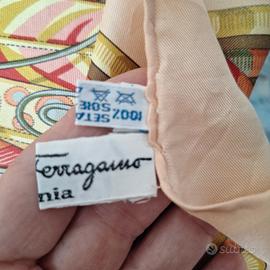 100% SETA
SOIE
Ferragamo
nia
subito